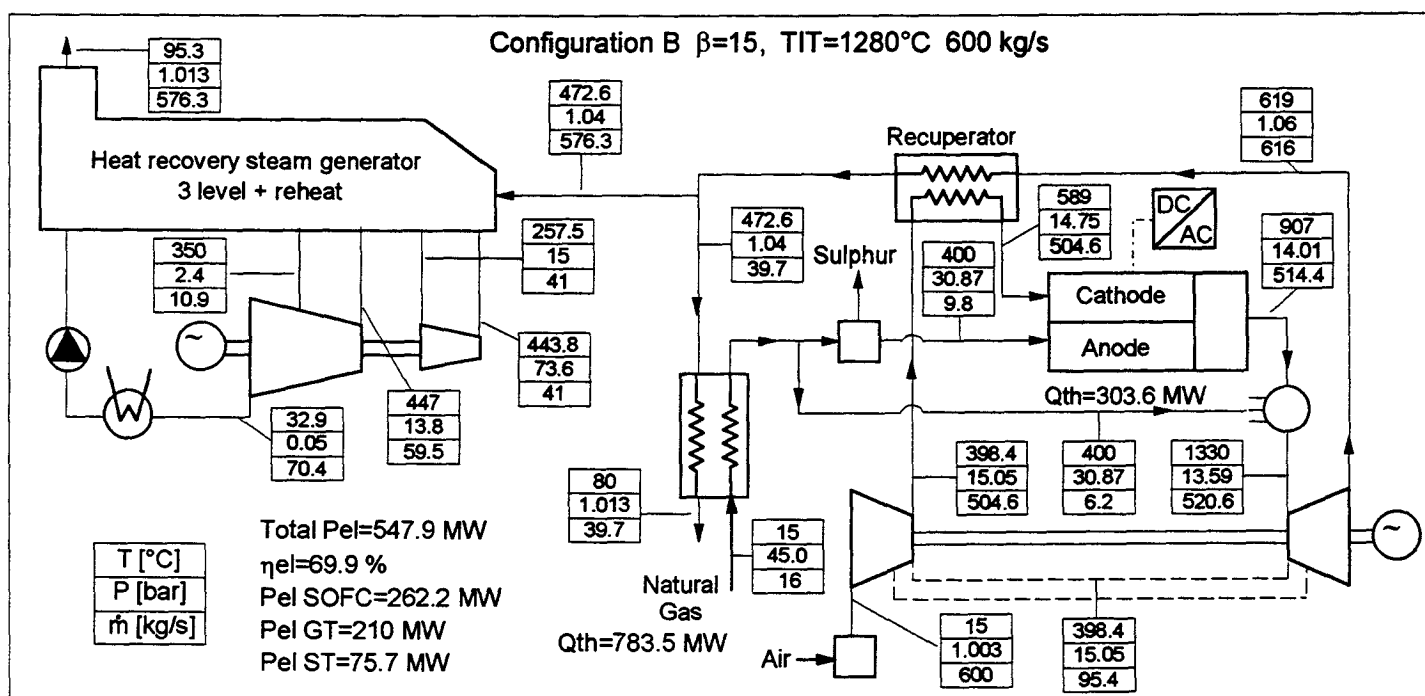 Configuration B β=15, TIT=1280°C 600 kg/s
95.3
1.013
576.3
472.6
1.04
576.3
619
1.06
616
Recuperator
Heat recovery steam generator
3 level + reheat
DC
AC
589
14.75
504.6
907
14.01
514.4
472.6
1.04
39.7
257.5
15
41
350
2.4
10.9
Sulphur
400
30.87
9.8
Cathode
Anode
~
443.8
73.6
41
Qth=303.6 MW
447
13.8
59.5
32.9
0.05
70.4
398.4
15.05
504.6
400
30.87
6.2
1330
13.59
520.6
80
1.013
39.7
~
Total Pel=547.9 MW
ηel=69.9 %
Pel SOFC=262.2 MW
Pel GT=210 MW
Pel ST=75.7 MW
T [°C]
P [bar]
ṁ [kg/s]
15
45.0
16
Natural
Gas
Qth=783.5 MW
Air
15
1.003
600
398.4
15.05
95.4